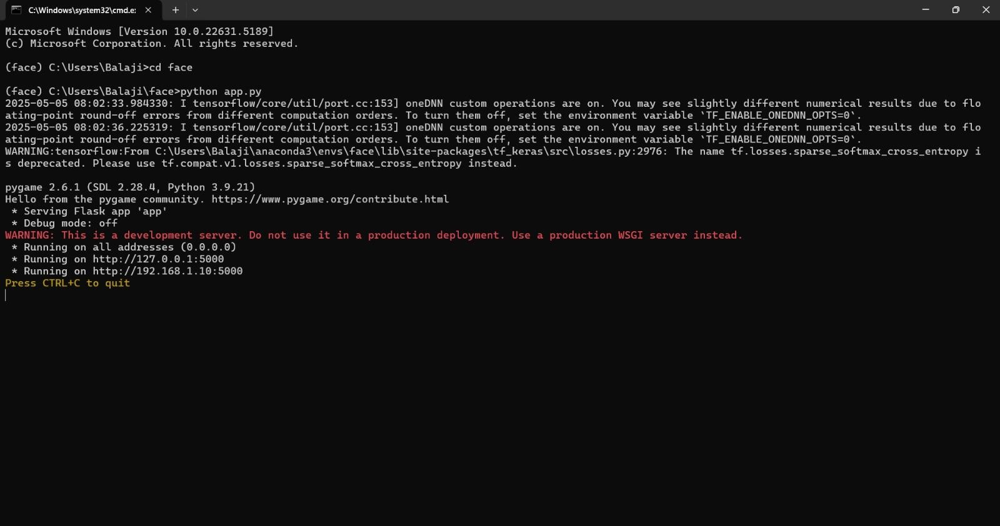 C:\Windows\system32\cmd.e:
Microsoft Windows [Version 10.0.22631.5189]
(c) Microsoft Corporation. All rights reserved.
(face) C:\Users\Balaji>cd face
(face) C:\Users\Balaji\face>python app.py
2025-05-05 08:02:33.984330: I tensorflow/core/util/port.cc:153] oneDNN custom operations are on. You may see slightly different numerical results due to flo
ating-point round-off errors from different computation orders. To turn them off, set the environment variable `TF_ENABLE_ONEDNN_OPTS=0`.
2025-05-05 08:02:36.225319: I tensorflow/core/util/port.cc:153] oneDNN custom operations are on. You may see slightly different numerical results due to flo
ating-point round-off errors from different computation orders. To turn them off, set the environment variable `TF_ENABLE_ONEDNN_OPTS=0`.
WARNING:tensorflow:From C:\Users\Balaji\anaconda3\envs\face\lib\site-packages\tf_keras\src\losses.py:2976: The name tf.losses.sparse_softmax_cross_entropy i
s deprecated. Please use tf.compat.v1.losses.sparse_softmax_cross_entropy instead.
pygame 2.6.1 (SDL 2.28.4, Python 3.9.21)
Hello from the pygame community. https://www.pygame.org/contribute.html
 * Serving Flask app 'app'
 * Debug mode: off
WARNING: This is a development server. Do not use it in a production deployment. Use a production WSGI server instead.
 * Running on all addresses (0.0.0.0)
 * Running on http://127.0.0.1:5000
 * Running on http://192.168.1.10:5000
Press CTRL+C to quit